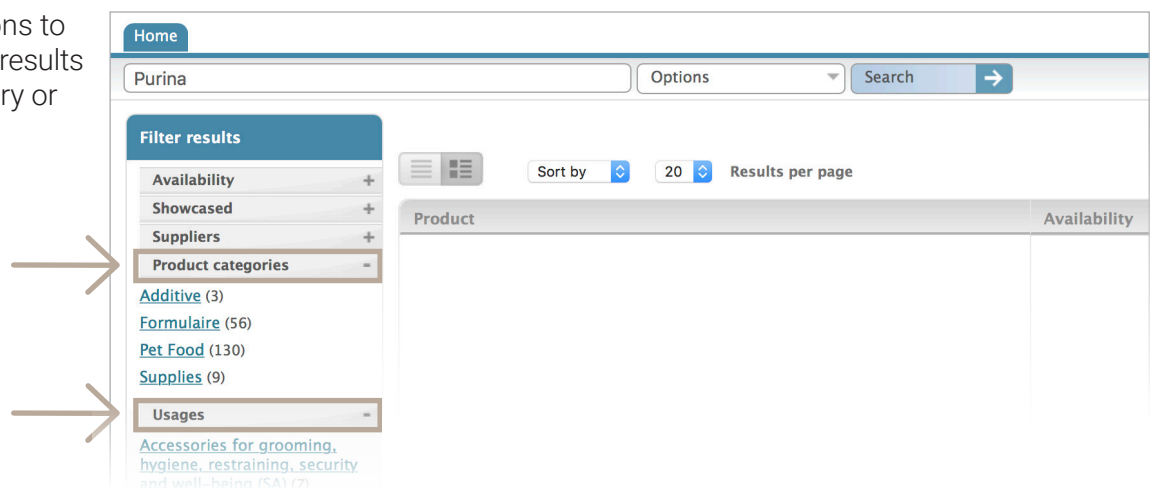 ons to
results
ry or
Home
Purina
Options
Search
Filter results
Availability +
Showcased +
Suppliers +
Product categories -
Additive (3)
Formulaire (56)
Pet Food (130)
Supplies (9)
Usages -
Accessories for grooming,
hygiene, restraining, security
and well-being (SA) (7)
Sort by
20
Results per page
Product
Availability